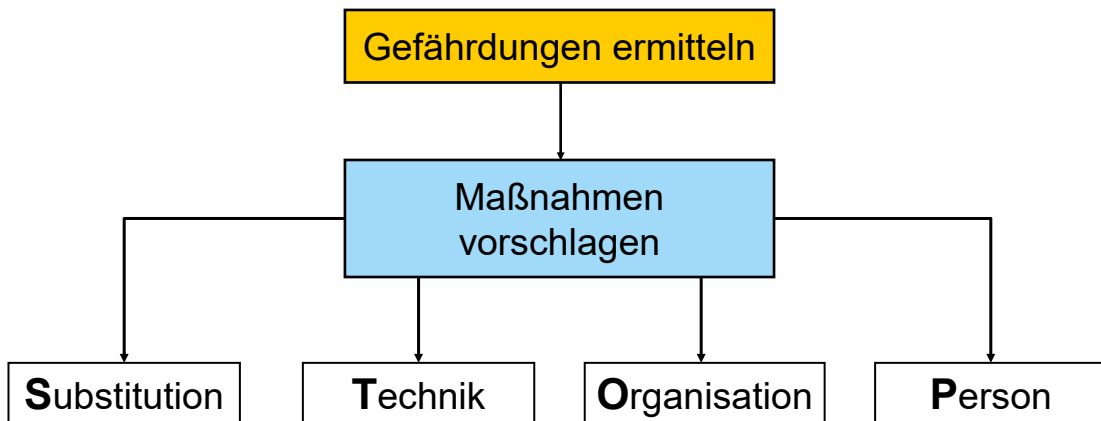 Gefährdungen ermitteln
Maßnahmen
vorschlagen
Substitution
Technik
Organisation
Person